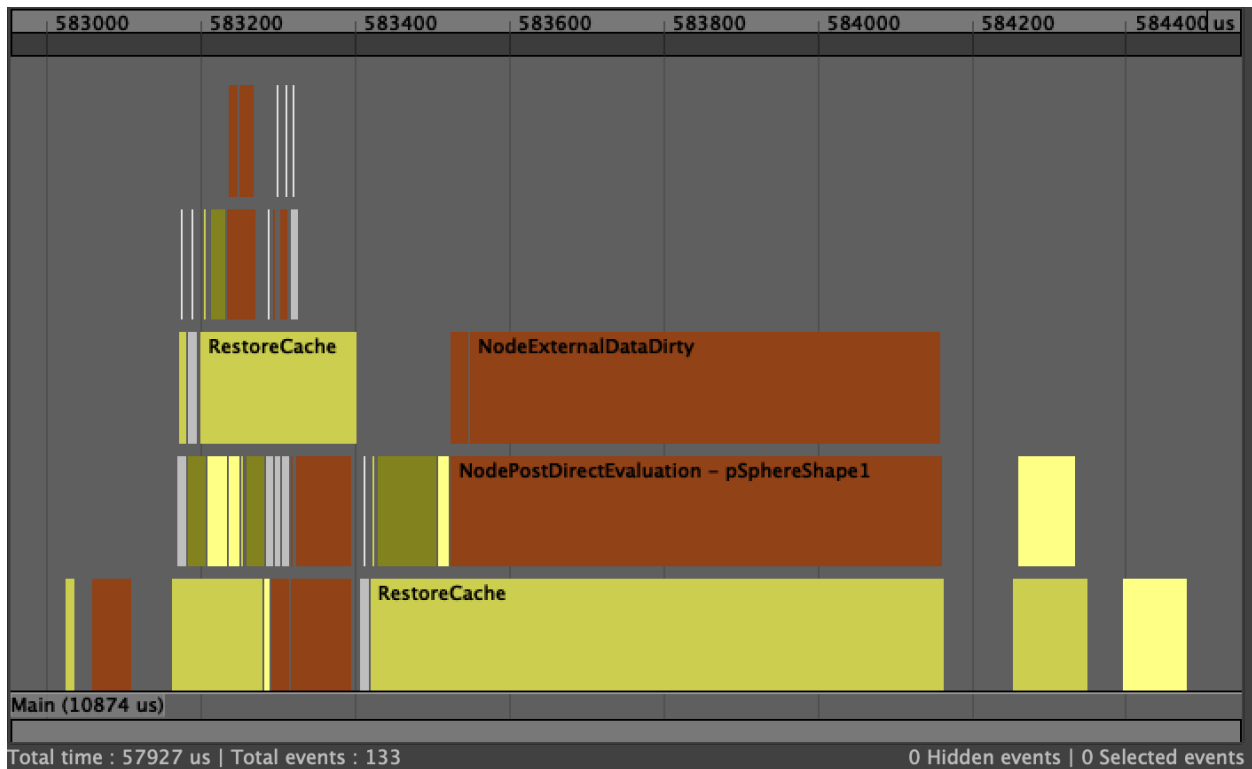 583000 583200 583400 583600 583800 584000 584200 584400 us
RestoreCache
NodeExternalDataDirty
NodePostDirectEvaluation – pSphereShape1
RestoreCache
Main (10874 us)
Total time : 57927 us | Total events : 133
0 Hidden events | 0 Selected events